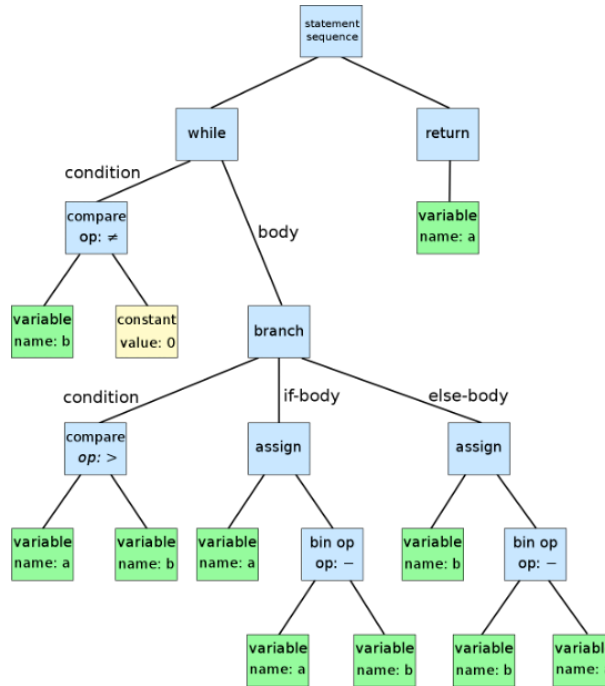 statement
sequence
while
return
condition
body
compare
op: ≠
variable
name: a
variable
name: b
constant
value: 0
branch
condition
if-body
else-body
compare
op: >
assign
assign
variable
name: a
variable
name: b
variable
name: a
bin op
op: −
variable
name: b
bin op
op: −
variable
name: a
variable
name: b
variable
name: b
variabl
name: